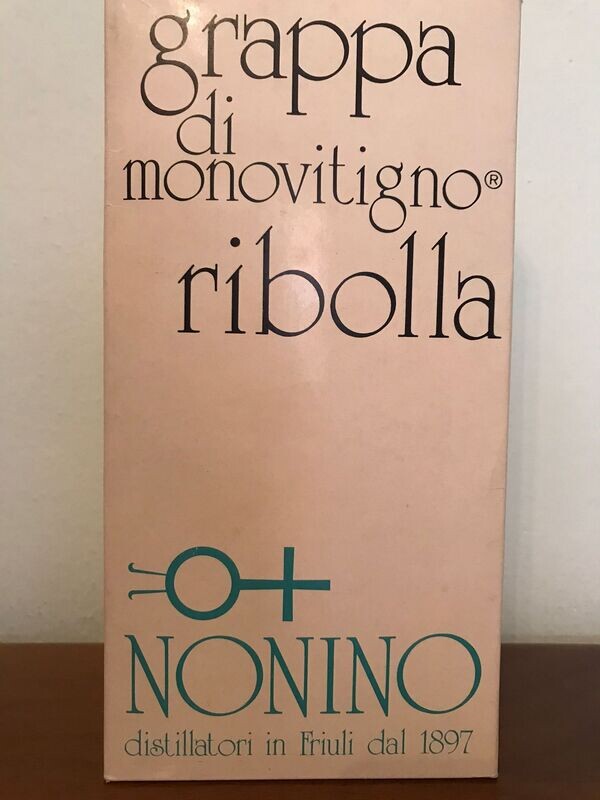 grappa
di
monovitigno®
ribolla
NONINO
distillatori in Friuli dal 1897